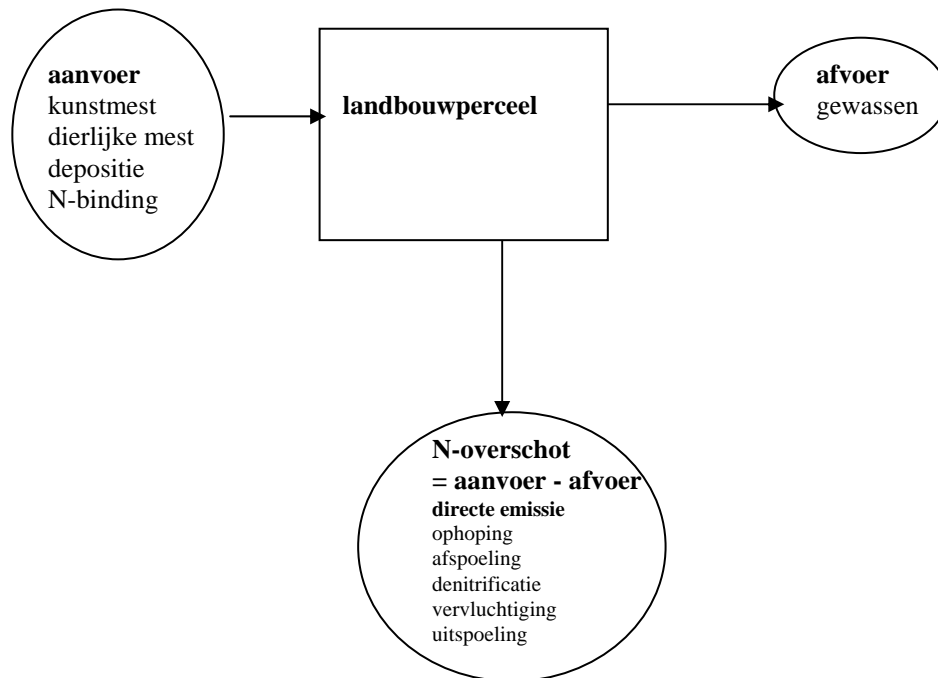 aanvoer
kunstmest
dierlijke mest
depositie
N-binding
landbouwperceel
afvoer
gewassen
N-overschot
= aanvoer - afvoer
directe emissie
ophoping
afspoeling
denitrificatie
vervluchtiging
uitspoeling